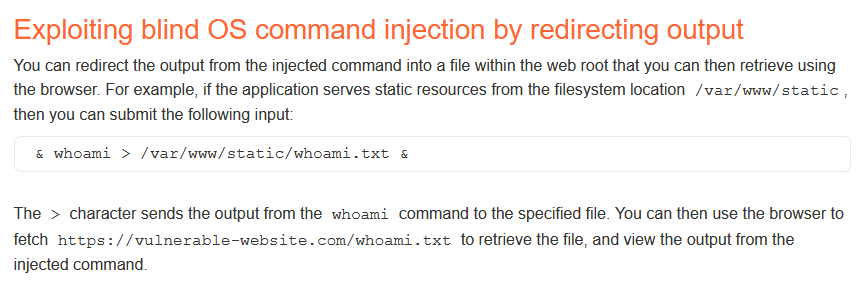 Exploiting blind OS command injection by redirecting output
You can redirect the output from the injected command into a file within the web root that you can then retrieve using
the browser. For example, if the application serves static resources from the filesystem location /var/www/static,
then you can submit the following input:
& whoami > /var/www/static/whoami.txt &
The > character sends the output from the whoami command to the specified file. You can then use the browser to
fetch https://vulnerable-website.com/whoami.txt to retrieve the file, and view the output from the
injected command.